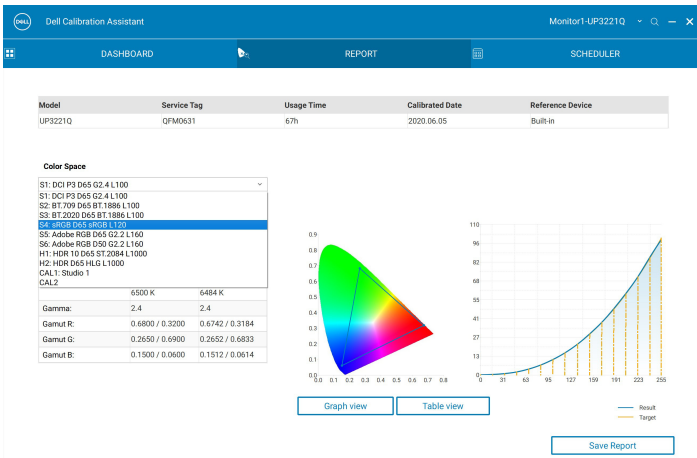 DELL
Dell Calibration Assistant
Monitor1-UP3221Q
DASHBOARD
REPORT
SCHEDULER
Model Service Tag Usage Time Calibrated Date Reference Device
UP3221Q QFM0631 67h 2020.06.05 Built-in
Color Space
S1: DCI P3 D65 G2.4 L100
S1: DCI P3 D65 G2.4 L100
S2: BT.709 D65 BT.1886 L100
S3: BT.2020 D65 BT.1886 L100
S4: sRGB D65 sRGB L120
S5: Adobe RGB D65 G2.2 L160
S6: Adobe RGB D50 G2.2 L160
H1: HDR 10 D65 ST.2084 L1000
H2: HDR D65 HLG L1000
CAL1: Studio 1
CAL2
6500 K 6484 K
Gamma: 2.4 2.4
Gamut R: 0.6800 / 0.3200 0.6742 / 0.3184
Gamut G: 0.2650 / 0.6900 0.2652 / 0.6833
Gamut B: 0.1500 / 0.0600 0.1512 / 0.0614
0.9
0.8
0.7
0.6
0.5
0.4
0.3
0.2
0.1
0.0
0.0 0.1 0.2 0.3 0.4 0.5 0.6 0.7 0.8
110
96
82
68
55
41
27
13
0
0 31 63 95 127 159 191 223 255
Graph view
Table view
Result
Target
Save Report